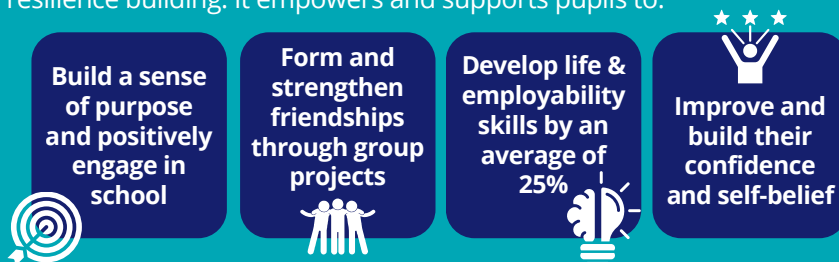 resilience building. It empowers and supports pupils to:
Build a sense
of purpose
and positively
engage in
school
Form and
strengthen
friendships
through group
projects
Develop life &
employability
skills by an
average of
25%
Improve and
build their
confidence
and self-belief